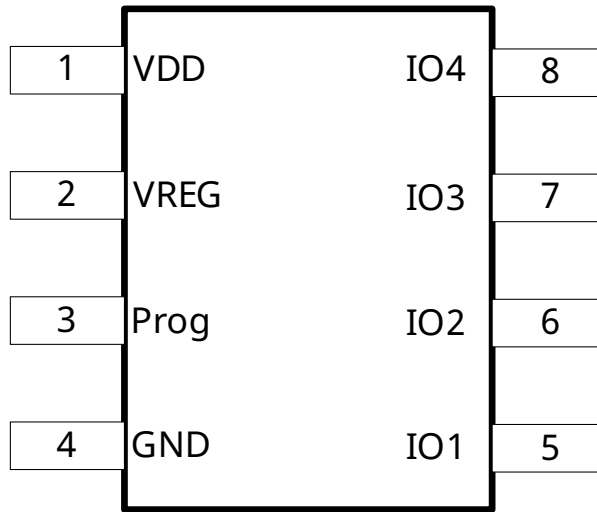 1 VDD IO4 8
2 VREG IO3 7
3 Prog IO2 6
4 GND IO1 5